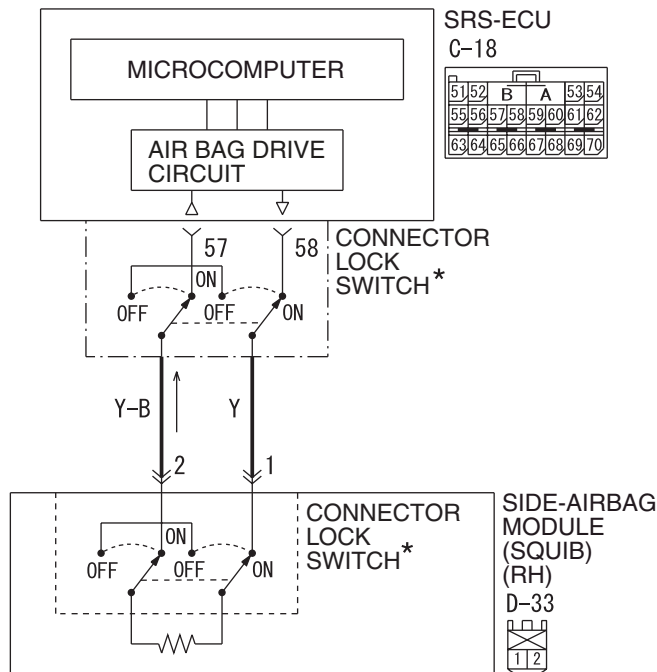 SRS-ECU
C-18
MICROCOMPUTER
51 52 B A 53 54
55 56 57 58 59 60 61 62
63 64 65 66 67 68 69 70
AIR BAG DRIVE
CIRCUIT
57 58
CONNECTOR
LOCK
SWITCH*
ON
OFF OFF ON
Y-B Y
2 1
CONNECTOR
LOCK
SWITCH*
ON
OFF OFF ON
SIDE-AIRBAG
MODULE
(SQUIB)
(RH)
D-33
1 2